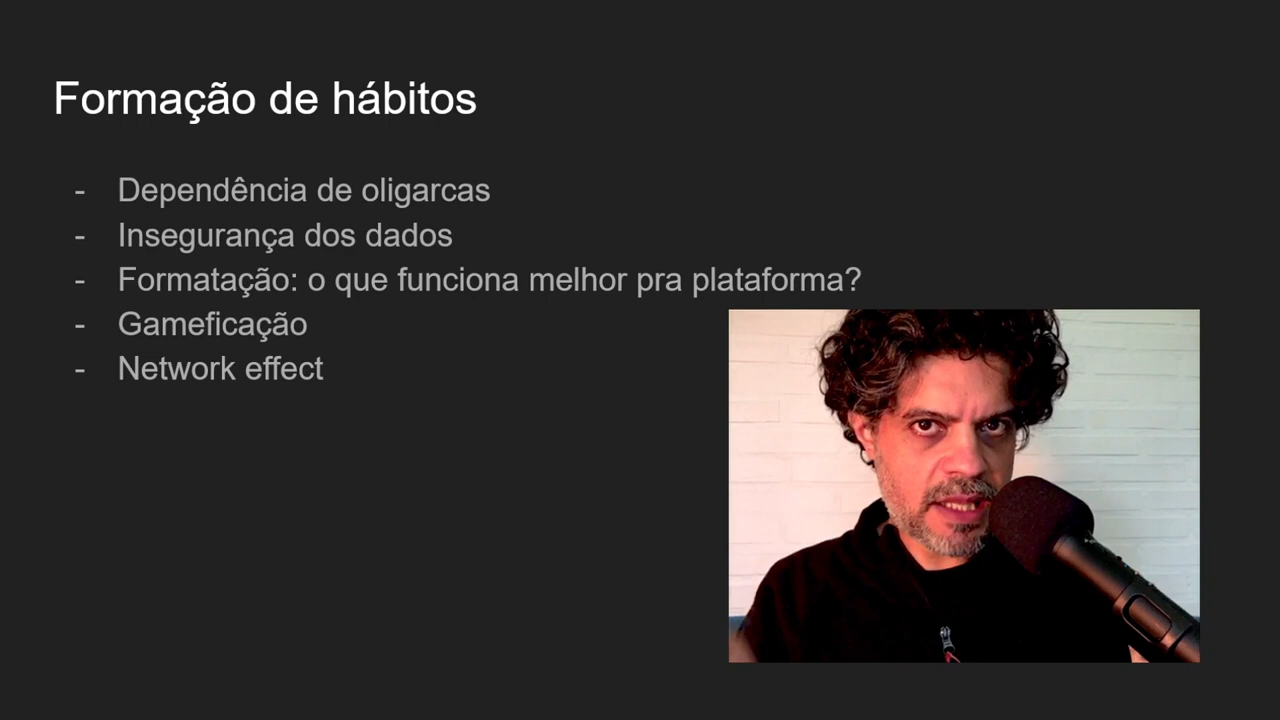 Formação de hábitos
- Dependência de oligarcas
- Insegurança dos dados
- Formatação: o que funciona melhor pra plataforma?
- Gameficação
- Network effect